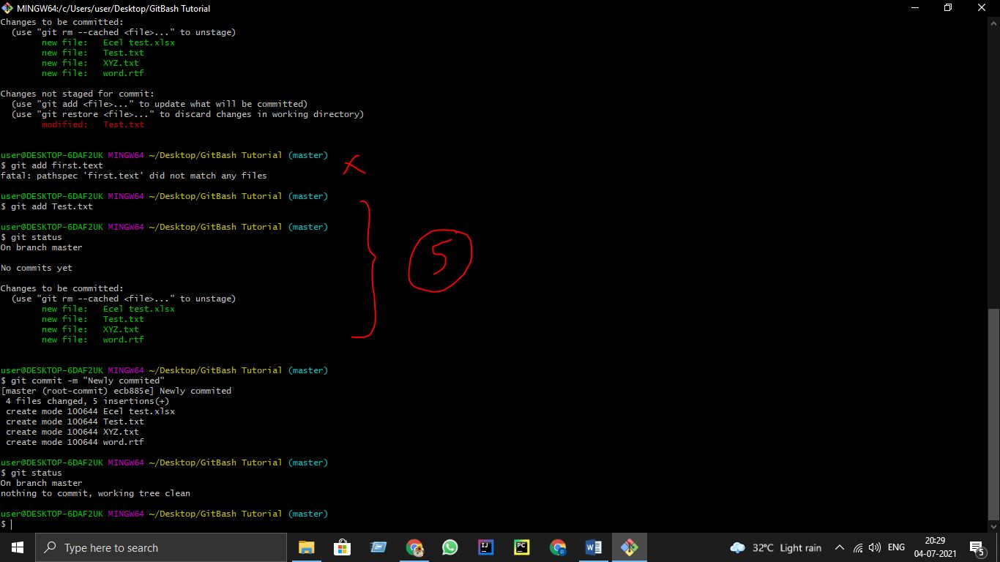 MINGW64:/c/Users/user/Desktop/GitBash Tutorial
Changes to be committed:
(use "git rm --cached <file>..." to unstage)
new file: Ecel test.xlsx
new file: Test.txt
new file: XYZ.txt
new file: word.rtf
Changes not staged for commit:
(use "git add <file>..." to update what will be committed)
(use "git restore <file>..." to discard changes in working directory)
modified: Test.txt
user@DESKTOP-6DAF2UK MINGW64 ~/Desktop/GitBash Tutorial (master)
$ git add first.text
fatal: pathspec 'first.text' did not match any files
x
user@DESKTOP-6DAF2UK MINGW64 ~/Desktop/GitBash Tutorial (master)
$ git add Test.txt
user@DESKTOP-6DAF2UK MINGW64 ~/Desktop/GitBash Tutorial (master)
$ git status
On branch master
5
No commits yet
Changes to be committed:
(use "git rm --cached <file>..." to unstage)
new file: Ecel test.xlsx
new file: Test.txt
new file: XYZ.txt
new file: word.rtf
user@DESKTOP-6DAF2UK MINGW64 ~/Desktop/GitBash Tutorial (master)
$ git commit -m "Newly commited"
[master (root-commit) ecb885e] Newly commited
4 files changed, 5 insertions(+)
create mode 100644 Ecel test.xlsx
create mode 100644 Test.txt
create mode 100644 XYZ.txt
create mode 100644 word.rtf
user@DESKTOP-6DAF2UK MINGW64 ~/Desktop/GitBash Tutorial (master)
$ git status
On branch master
nothing to commit, working tree clean
user@DESKTOP-6DAF2UK MINGW64 ~/Desktop/GitBash Tutorial (master)
$
Type here to search
IJ
PC
D
W
32°C Light rain
ENG
20:29
04-07-2021
5